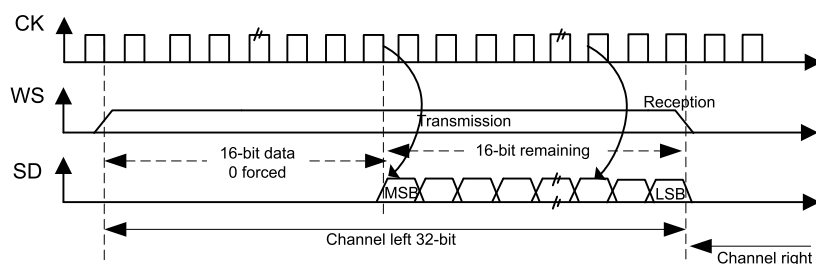 CK
WS
Reception
Transmission
16-bit data
0 forced
16-bit remaining
SD
MSB
LSB
Channel left 32-bit
Channel right